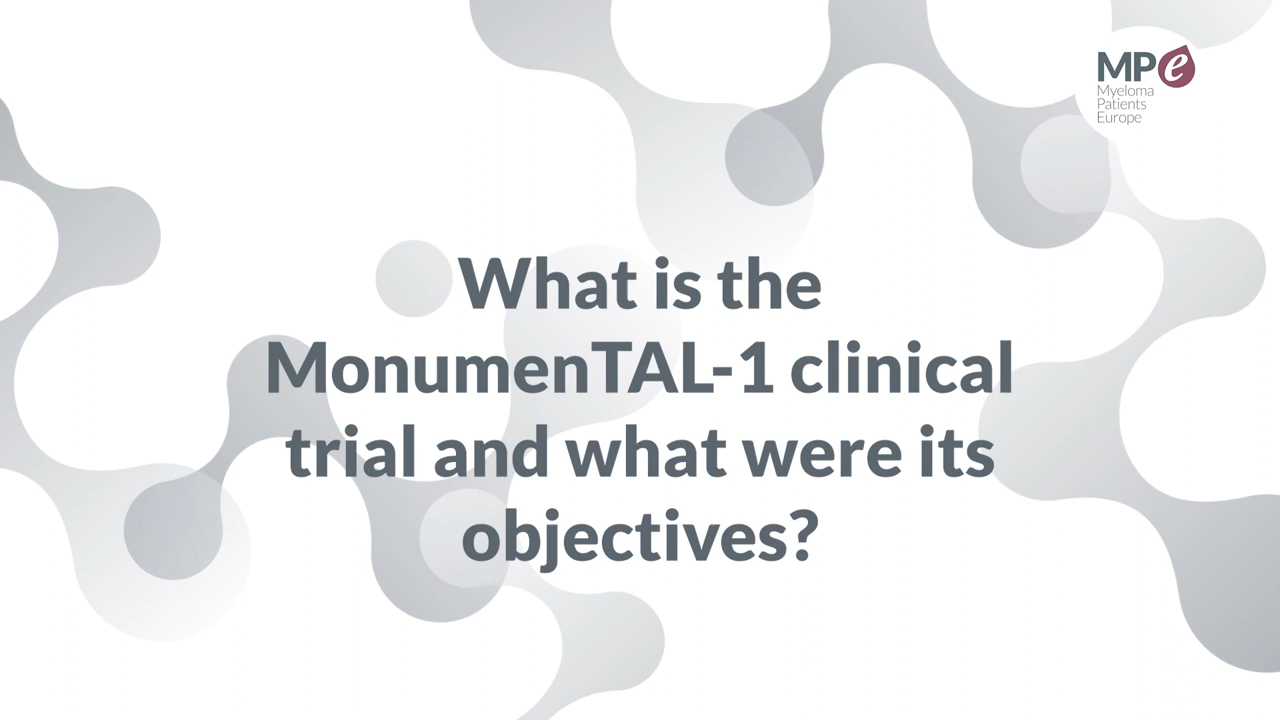 MPe
Myeloma
Patients
Europe
What is the
MonumenTAL-1 clinical
trial and what were its
objectives?